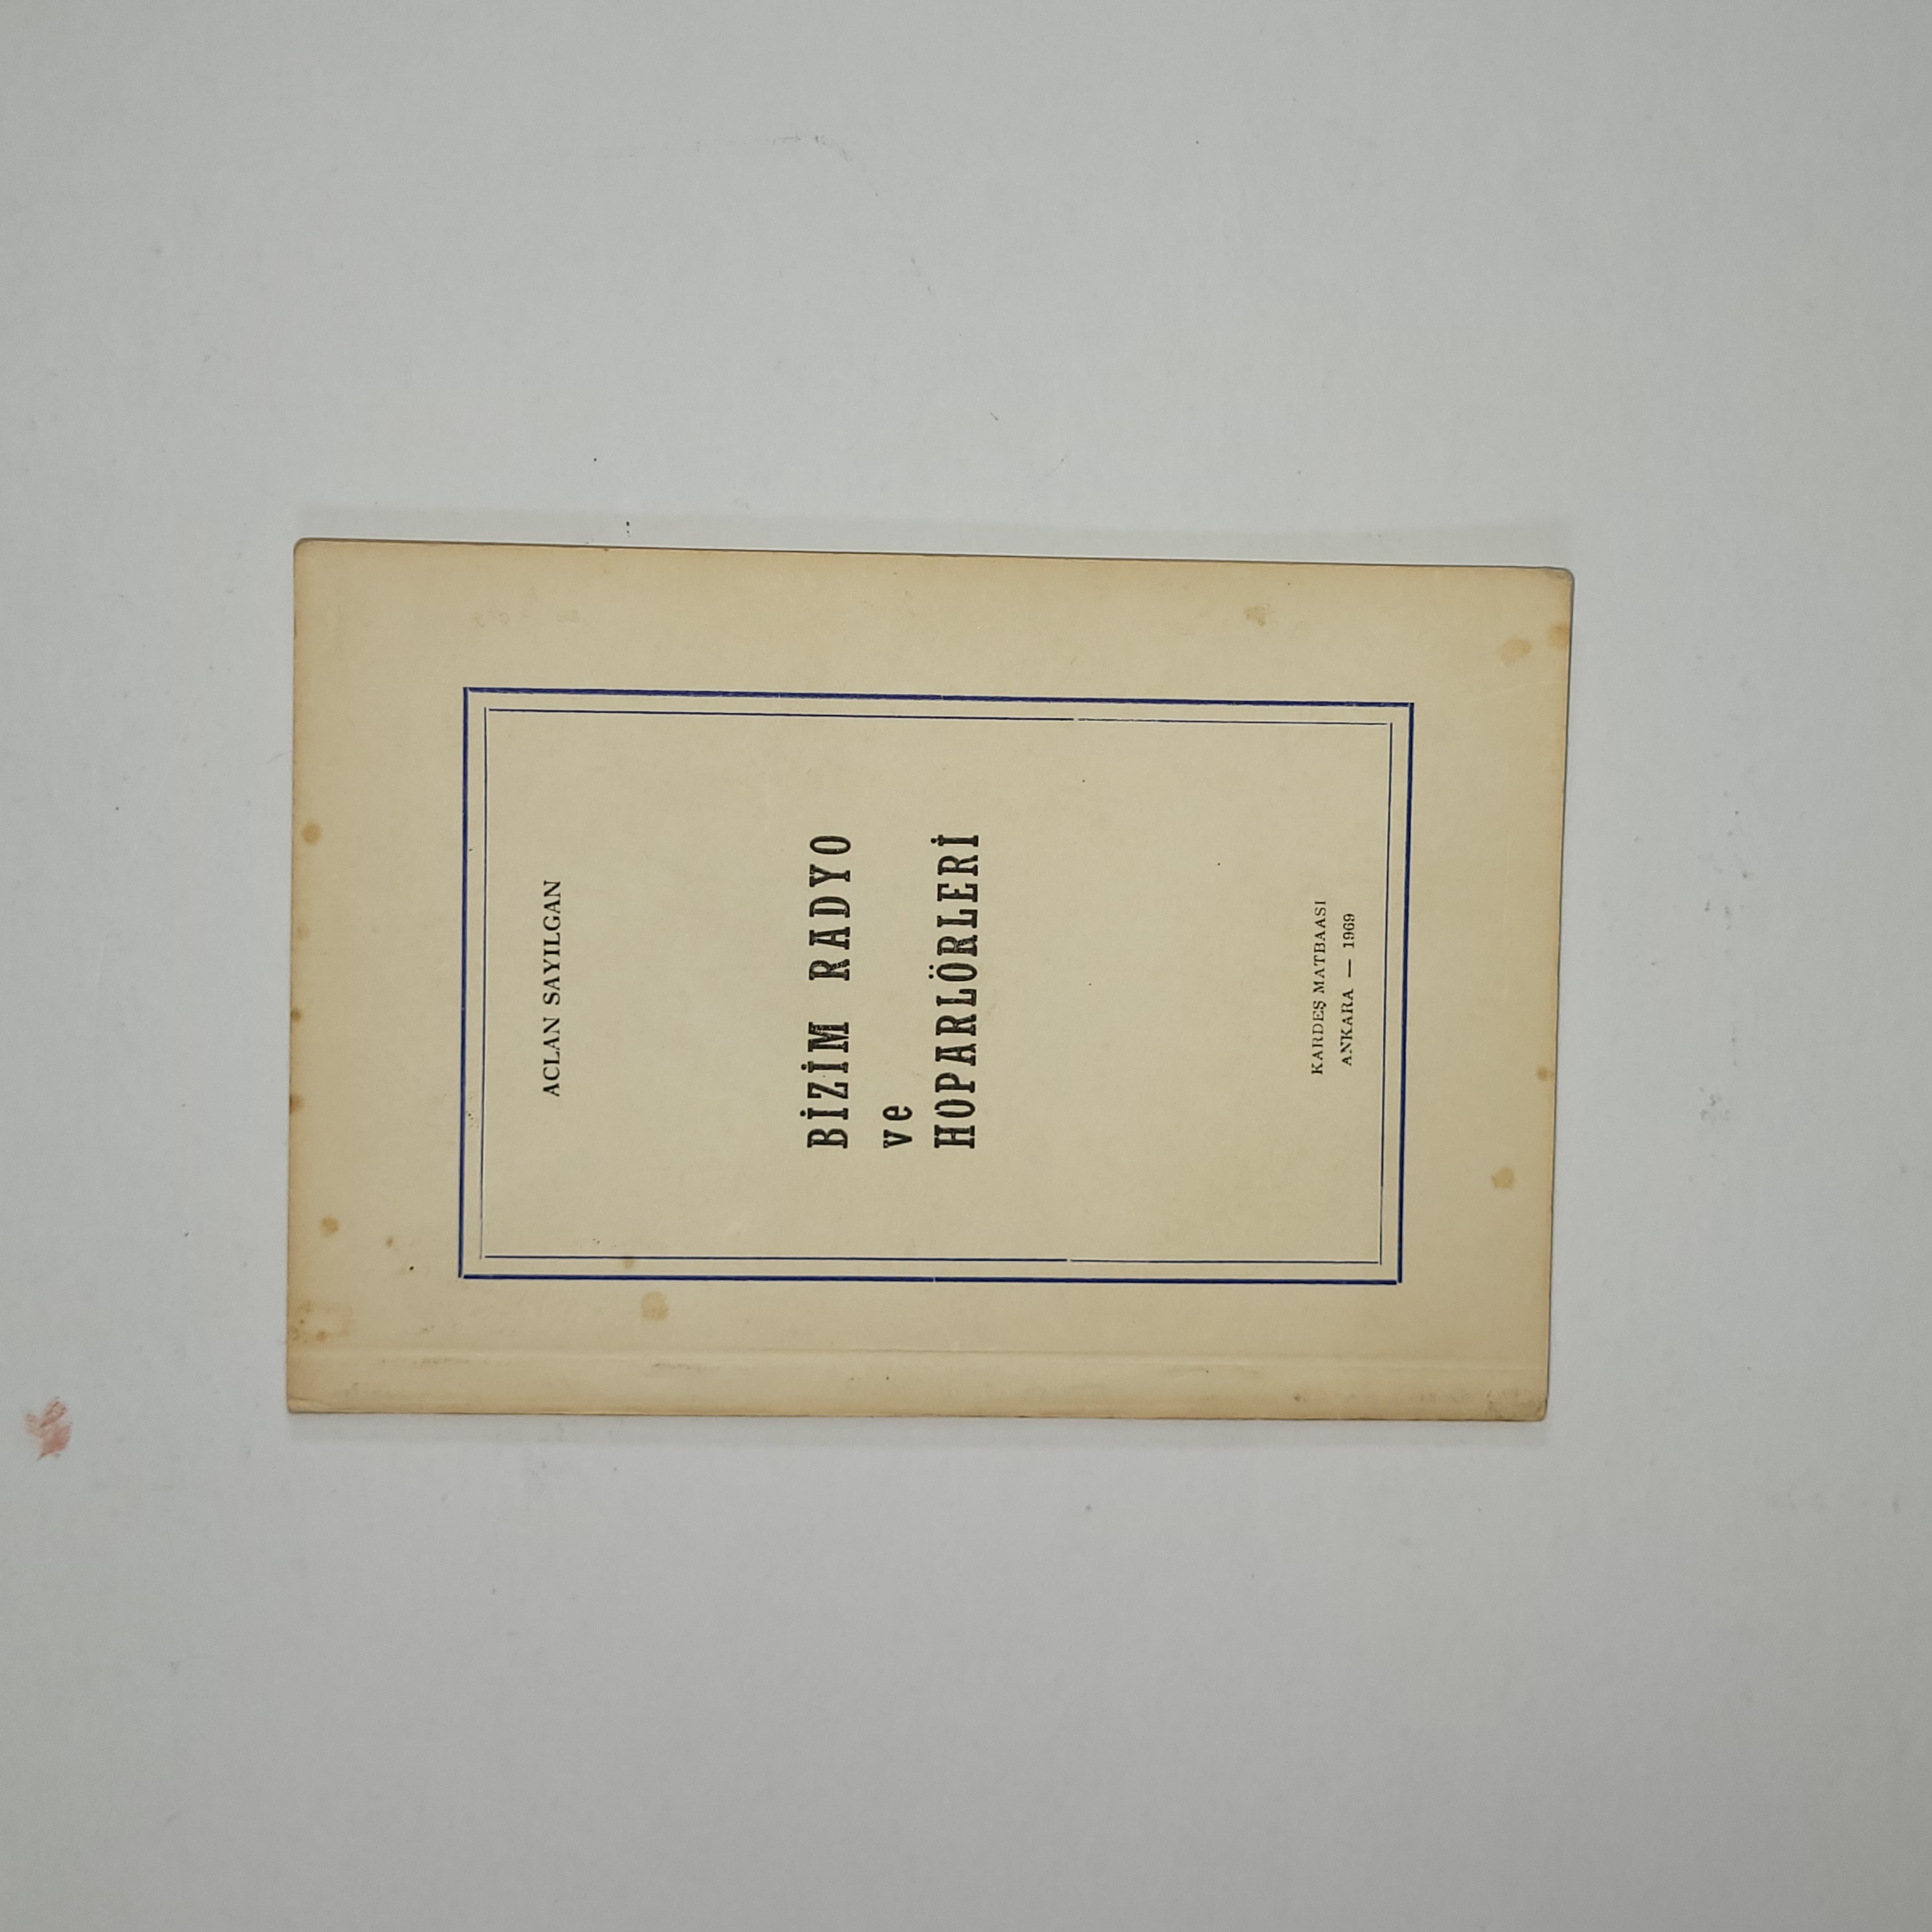 ACLAN SAYILGAN
BİZİM RADYO
ve
HOPARLÖRLERİ
KARDEŞ MATBAASI
ANKARA — 1969